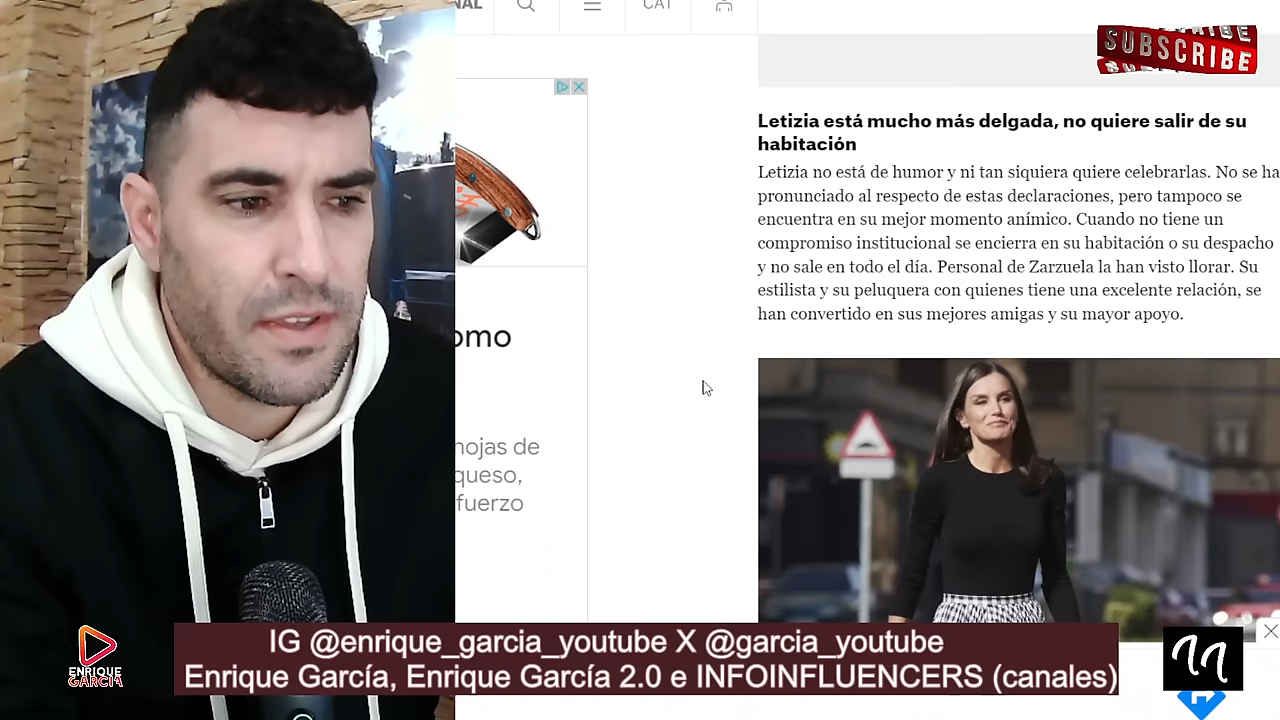 NAL
CAT
SUBSCRIBE
Letizia está mucho más delgada, no quiere salir de su
habitación
Letizia no está de humor y ni tan siquiera quiere celebrarlas. No se ha
pronunciado al respecto de estas declaraciones, pero tampoco se
encuentra en su mejor momento anímico. Cuando no tiene un
compromiso institucional se encierra en su habitación o su despacho
y no sale en todo el día. Personal de Zarzuela la han visto llorar. Su
estilista y su peluquera con quienes tiene una excelente relación, se
han convertido en sus mejores amigas y su mayor apoyo.
omo
hojas de
queso,
fuerzo
IG @enrique_garcia_youtube X @garcia_youtube
Enrique García, Enrique García 2.0 e INFOINFLUENCERS (canales)
ENRIQUE
GARCÍA